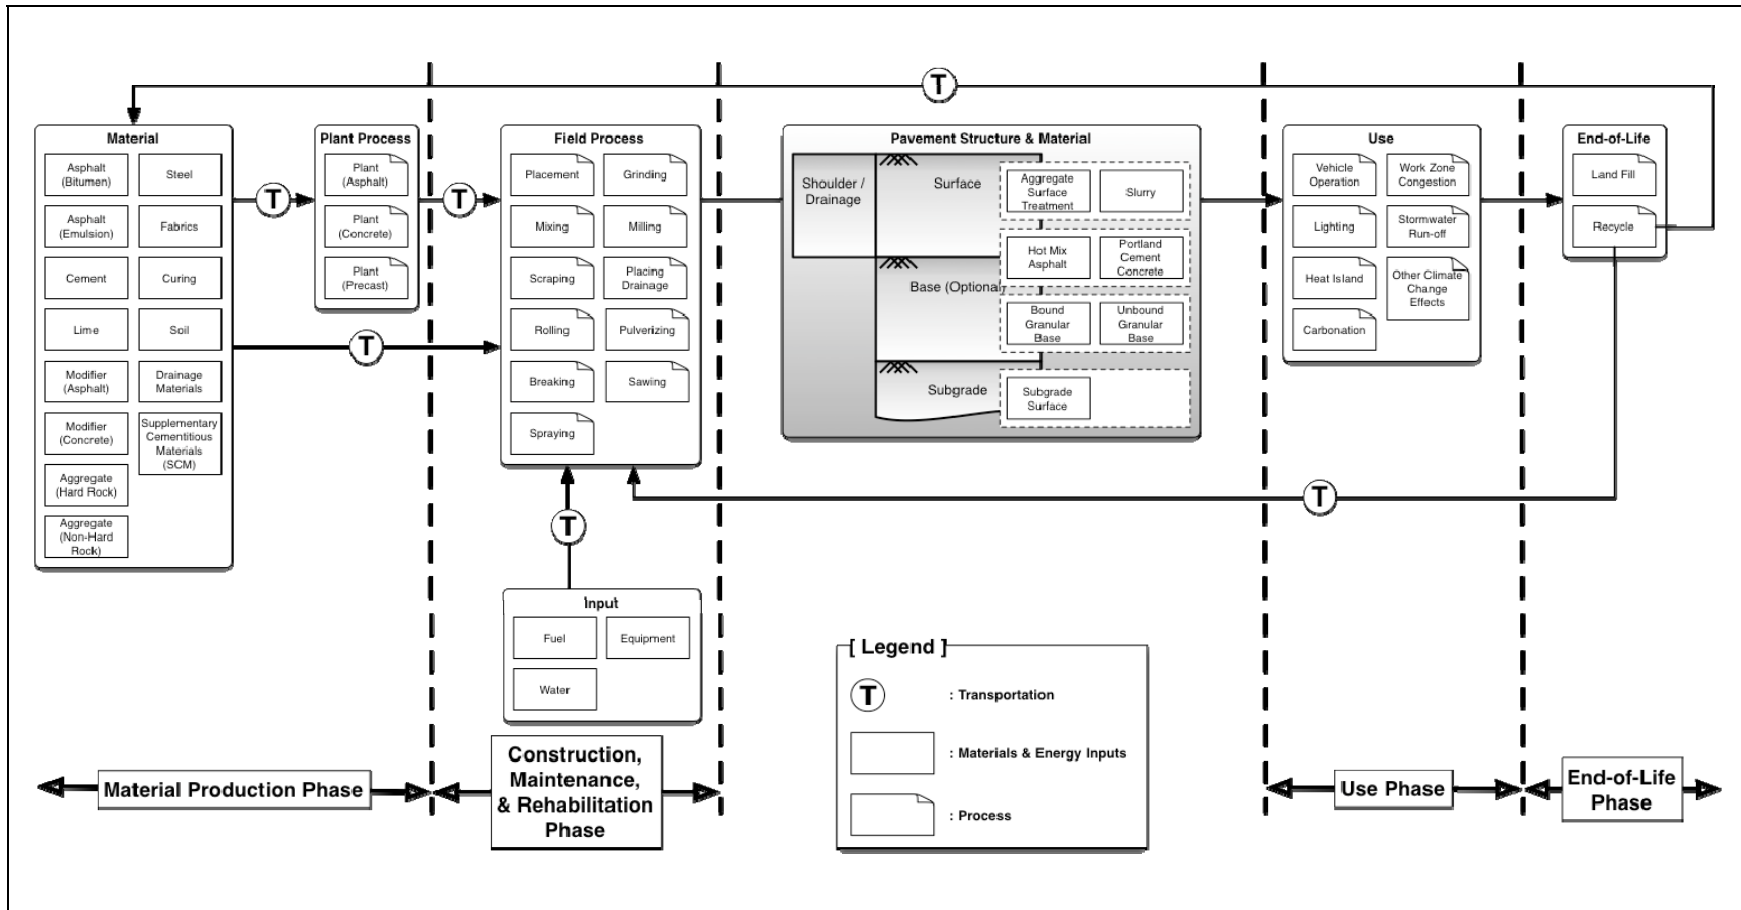 T
Material
Asphalt
(Bitumen)
Steel
Asphalt
(Emulsion)
Fabrics
Cement
Curing
Lime
Soil
Modifier
(Asphalt)
Drainage
Materials
Modifier
(Concrete)
Supplementary
Cementitious
Materials
(SCM)
Aggregate
(Hard Rock)
Aggregate
(Non-Hard
Rock)
T
T
Plant Process
Plant
(Asphalt)
Plant
(Concrete)
Plant
(Precast)
T
Field Process
Placement
Grinding
Mixing
Milling
Scraping
Placing
Drainage
Rolling
Pulverizing
Breaking
Sawing
Spraying
T
Input
Fuel
Equipment
Water
Pavement Structure & Material
Shoulder /
Drainage
Surface
Aggregate
Surface
Treatment
Slurry
Hot Mix
Asphalt
Portland
Cement
Concrete
Base (Optional)
Bound
Granular
Base
Unbound
Granular
Base
Subgrade
Subgrade
Surface
Use
Vehicle
Operation
Work Zone
Congestion
Lighting
Stormwater
Run-off
Heat Island
Other Climate
Change
Effects
Carbonation
End-of-Life
Land Fill
Recycle
T
[ Legend ]
T
: Transportation
: Materials & Energy Inputs
: Process
Material Production Phase
Construction,
Maintenance,
& Rehabilitation
Phase
Use Phase
End-of-Life
Phase